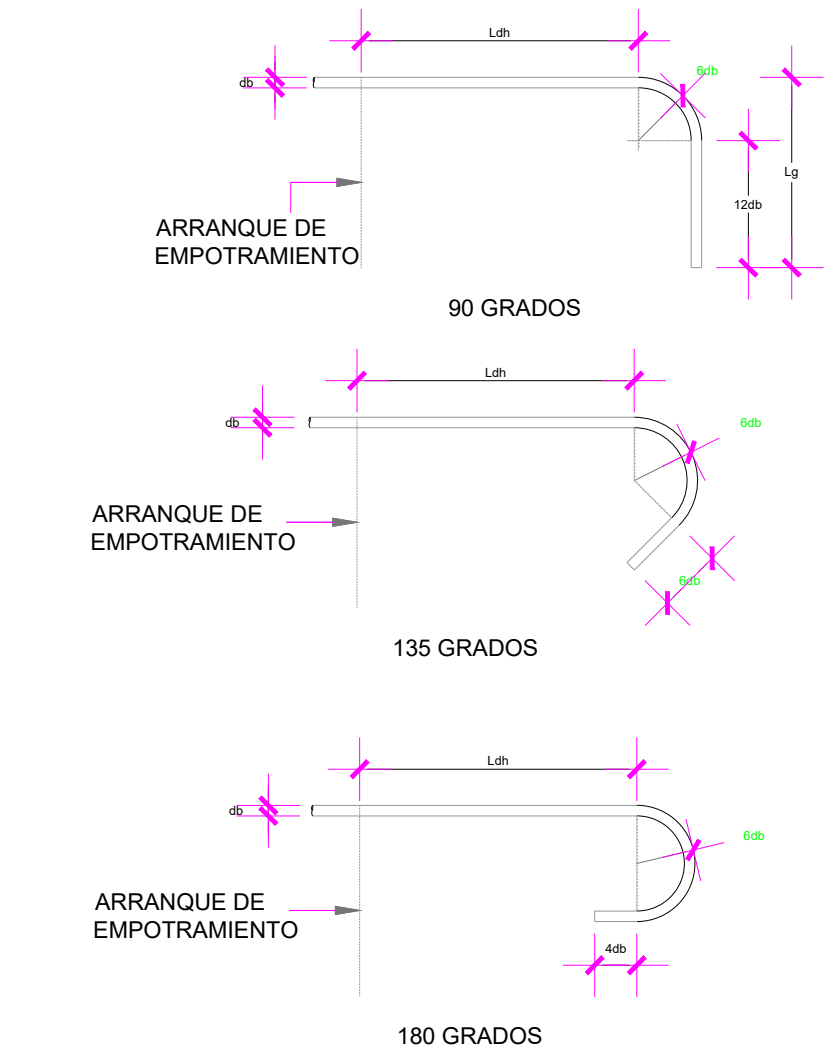 Ldh
db
6db
Lg
12db
ARRANQUE DE
EMPOTRAMIENTO
90 GRADOS
Ldh
db
6db
ARRANQUE DE
EMPOTRAMIENTO
6db
135 GRADOS
Ldh
db
6db
ARRANQUE DE
EMPOTRAMIENTO
4db
180 GRADOS